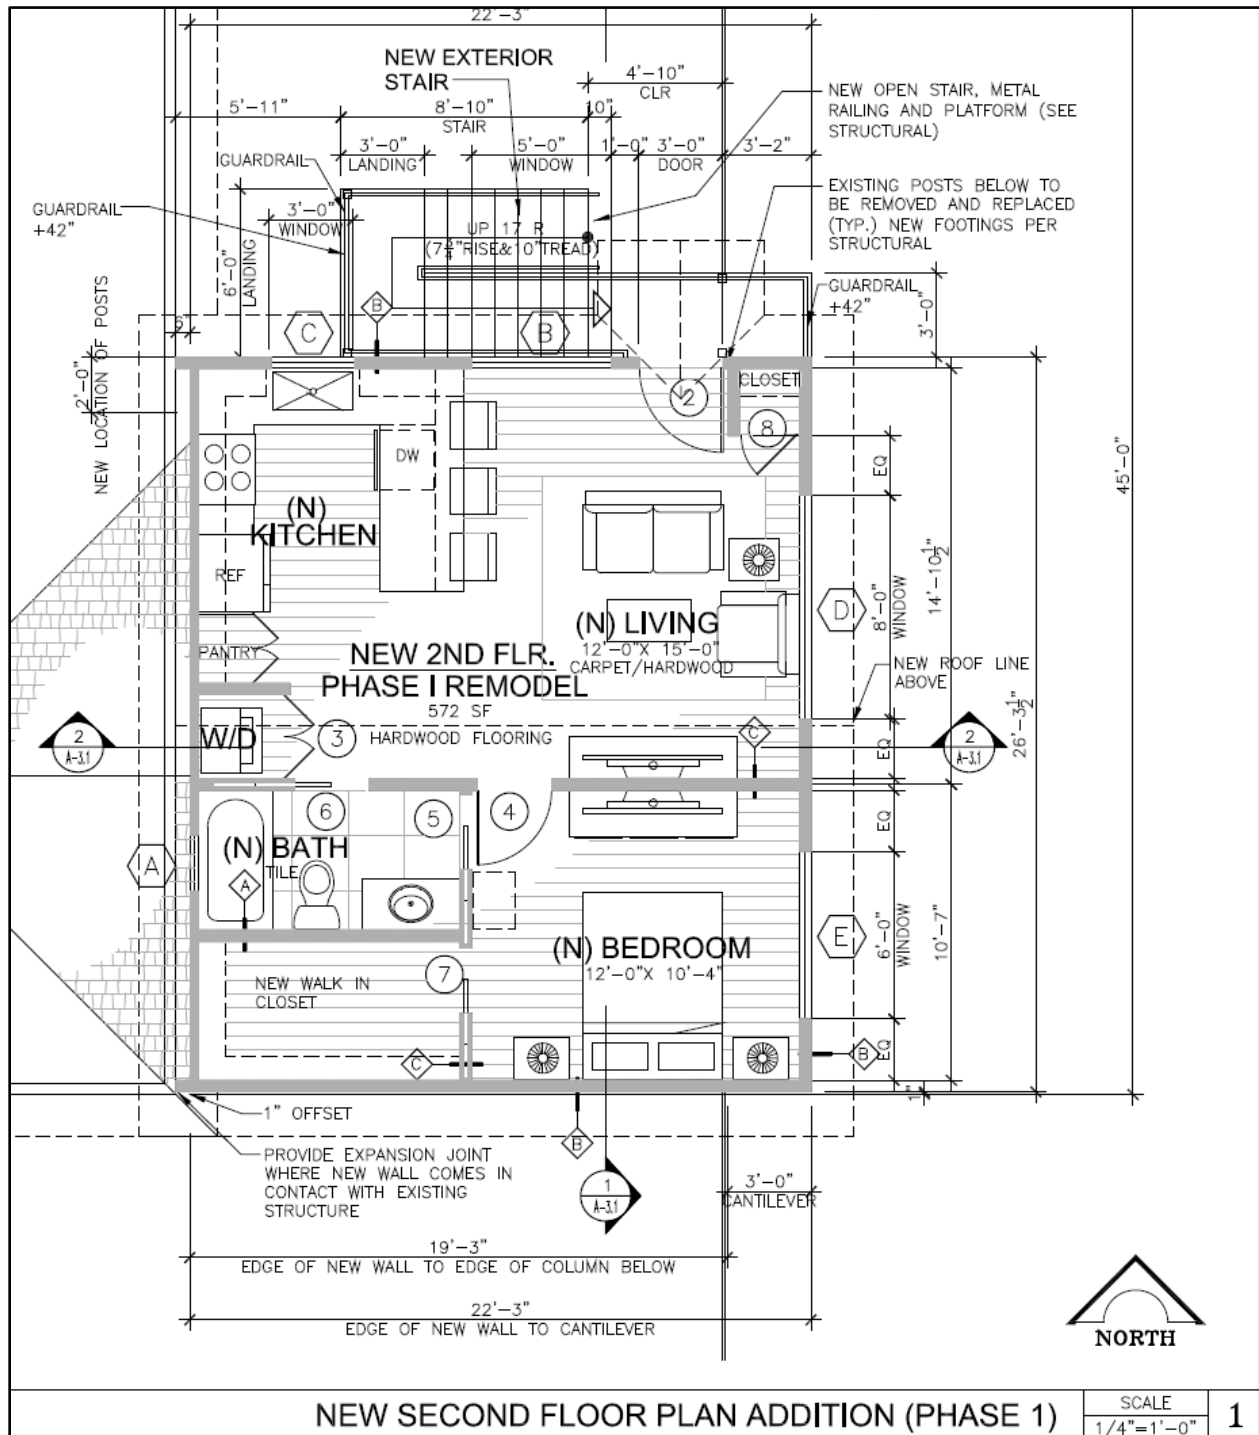 22'-3"
NEW EXTERIOR
STAIR
4'-10"
CLR
NEW OPEN STAIR, METAL
RAILING AND PLATFORM (SEE
STRUCTURAL)
5'-11"
8'-10"
STAIR
10"
3'-0"
LANDING
5'-0"
WINDOW
1'-0"
3'-0"
DOOR
3'-2"
GUARDRAIL
GUARDRAIL
+42"
3'-0"
WINDOW
EXISTING POSTS BELOW TO
BE REMOVED AND REPLACED
(TYP.) NEW FOOTINGS PER
STRUCTURAL
UP 17 R
RISE&10"TREAD)
6'-0"
LANDING
GUARDRAIL
+42"
3'-0"
NEW LOCATION OF POSTS
2'-0"
B
C
B
CLOSET
2
8
DW
EQ
45'-0"
(N)
KITCHEN
REF
14'-10½"
8'-0"
WINDOW
D
(N) LIVING
12'-0"X 15'-0"
CARPET/HARDWOOD
PANTRY
NEW 2ND FLR.
PHASE I REMODEL
572 SF
HARDWOOD FLOORING
NEW ROOF LINE
ABOVE
W/D
3
C
2
A-3.1
2
A-3.1
26'-3½"
EQ
6
5
4
EQ
A
(N) BATH
TILE
A
E
6'-0"
WINDOW
10'-7"
(N) BEDROOM
12'-0"X 10'-4"
7
NEW WALK IN
CLOSET
C
B
EQ
1"
1" OFFSET
B
PROVIDE EXPANSION JOINT
WHERE NEW WALL COMES IN
CONTACT WITH EXISTING
STRUCTURE
1
A-3.1
3'-0"
CANTILEVER
19'-3"
EDGE OF NEW WALL TO EDGE OF COLUMN BELOW
22'-3"
EDGE OF NEW WALL TO CANTILEVER
NORTH
NEW SECOND FLOOR PLAN ADDITION (PHASE 1)
SCALE
1/4"=1'-0"
1